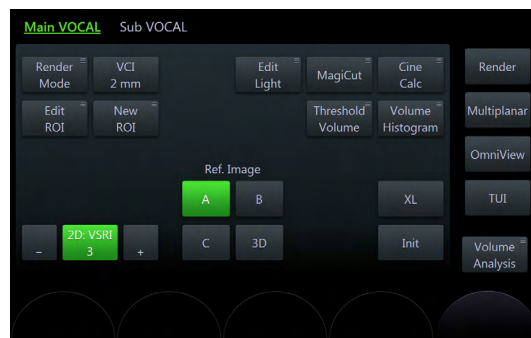 Main VOCAL Sub VOCAL
Render Mode
VCI 2 mm
Edit Light
MagiCut
Cine Calc
Render
Edit ROI
New ROI
Threshold Volume
Volume Histogram
Multiplanar
OmniView
Ref. Image
A
B
XL
TUI
2D: VSRI
- 3 +
C
3D
Init
Volume Analysis